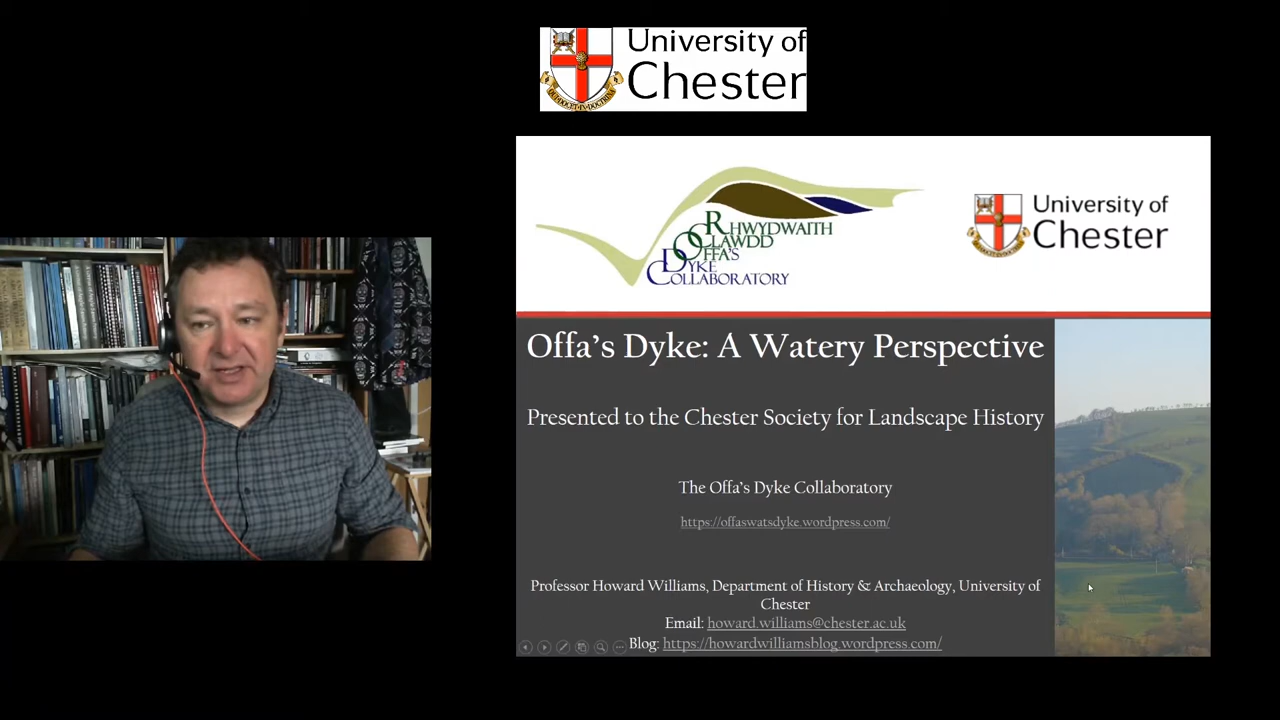 University of
Chester
RHWYDWAITH
CLAWDD
OFFA'S
DYKE
COLLABORATORY
University of
Chester
Offa's Dyke: A Watery Perspective
Presented to the Chester Society for Landscape History
The Offa's Dyke Collaboratory
https://offaswatsdyke.wordpress.com/
Professor Howard Williams, Department of History & Archaeology, University of
Chester
Email: howard.williams@chester.ac.uk
Blog: https://howardwilliamsblog.wordpress.com/